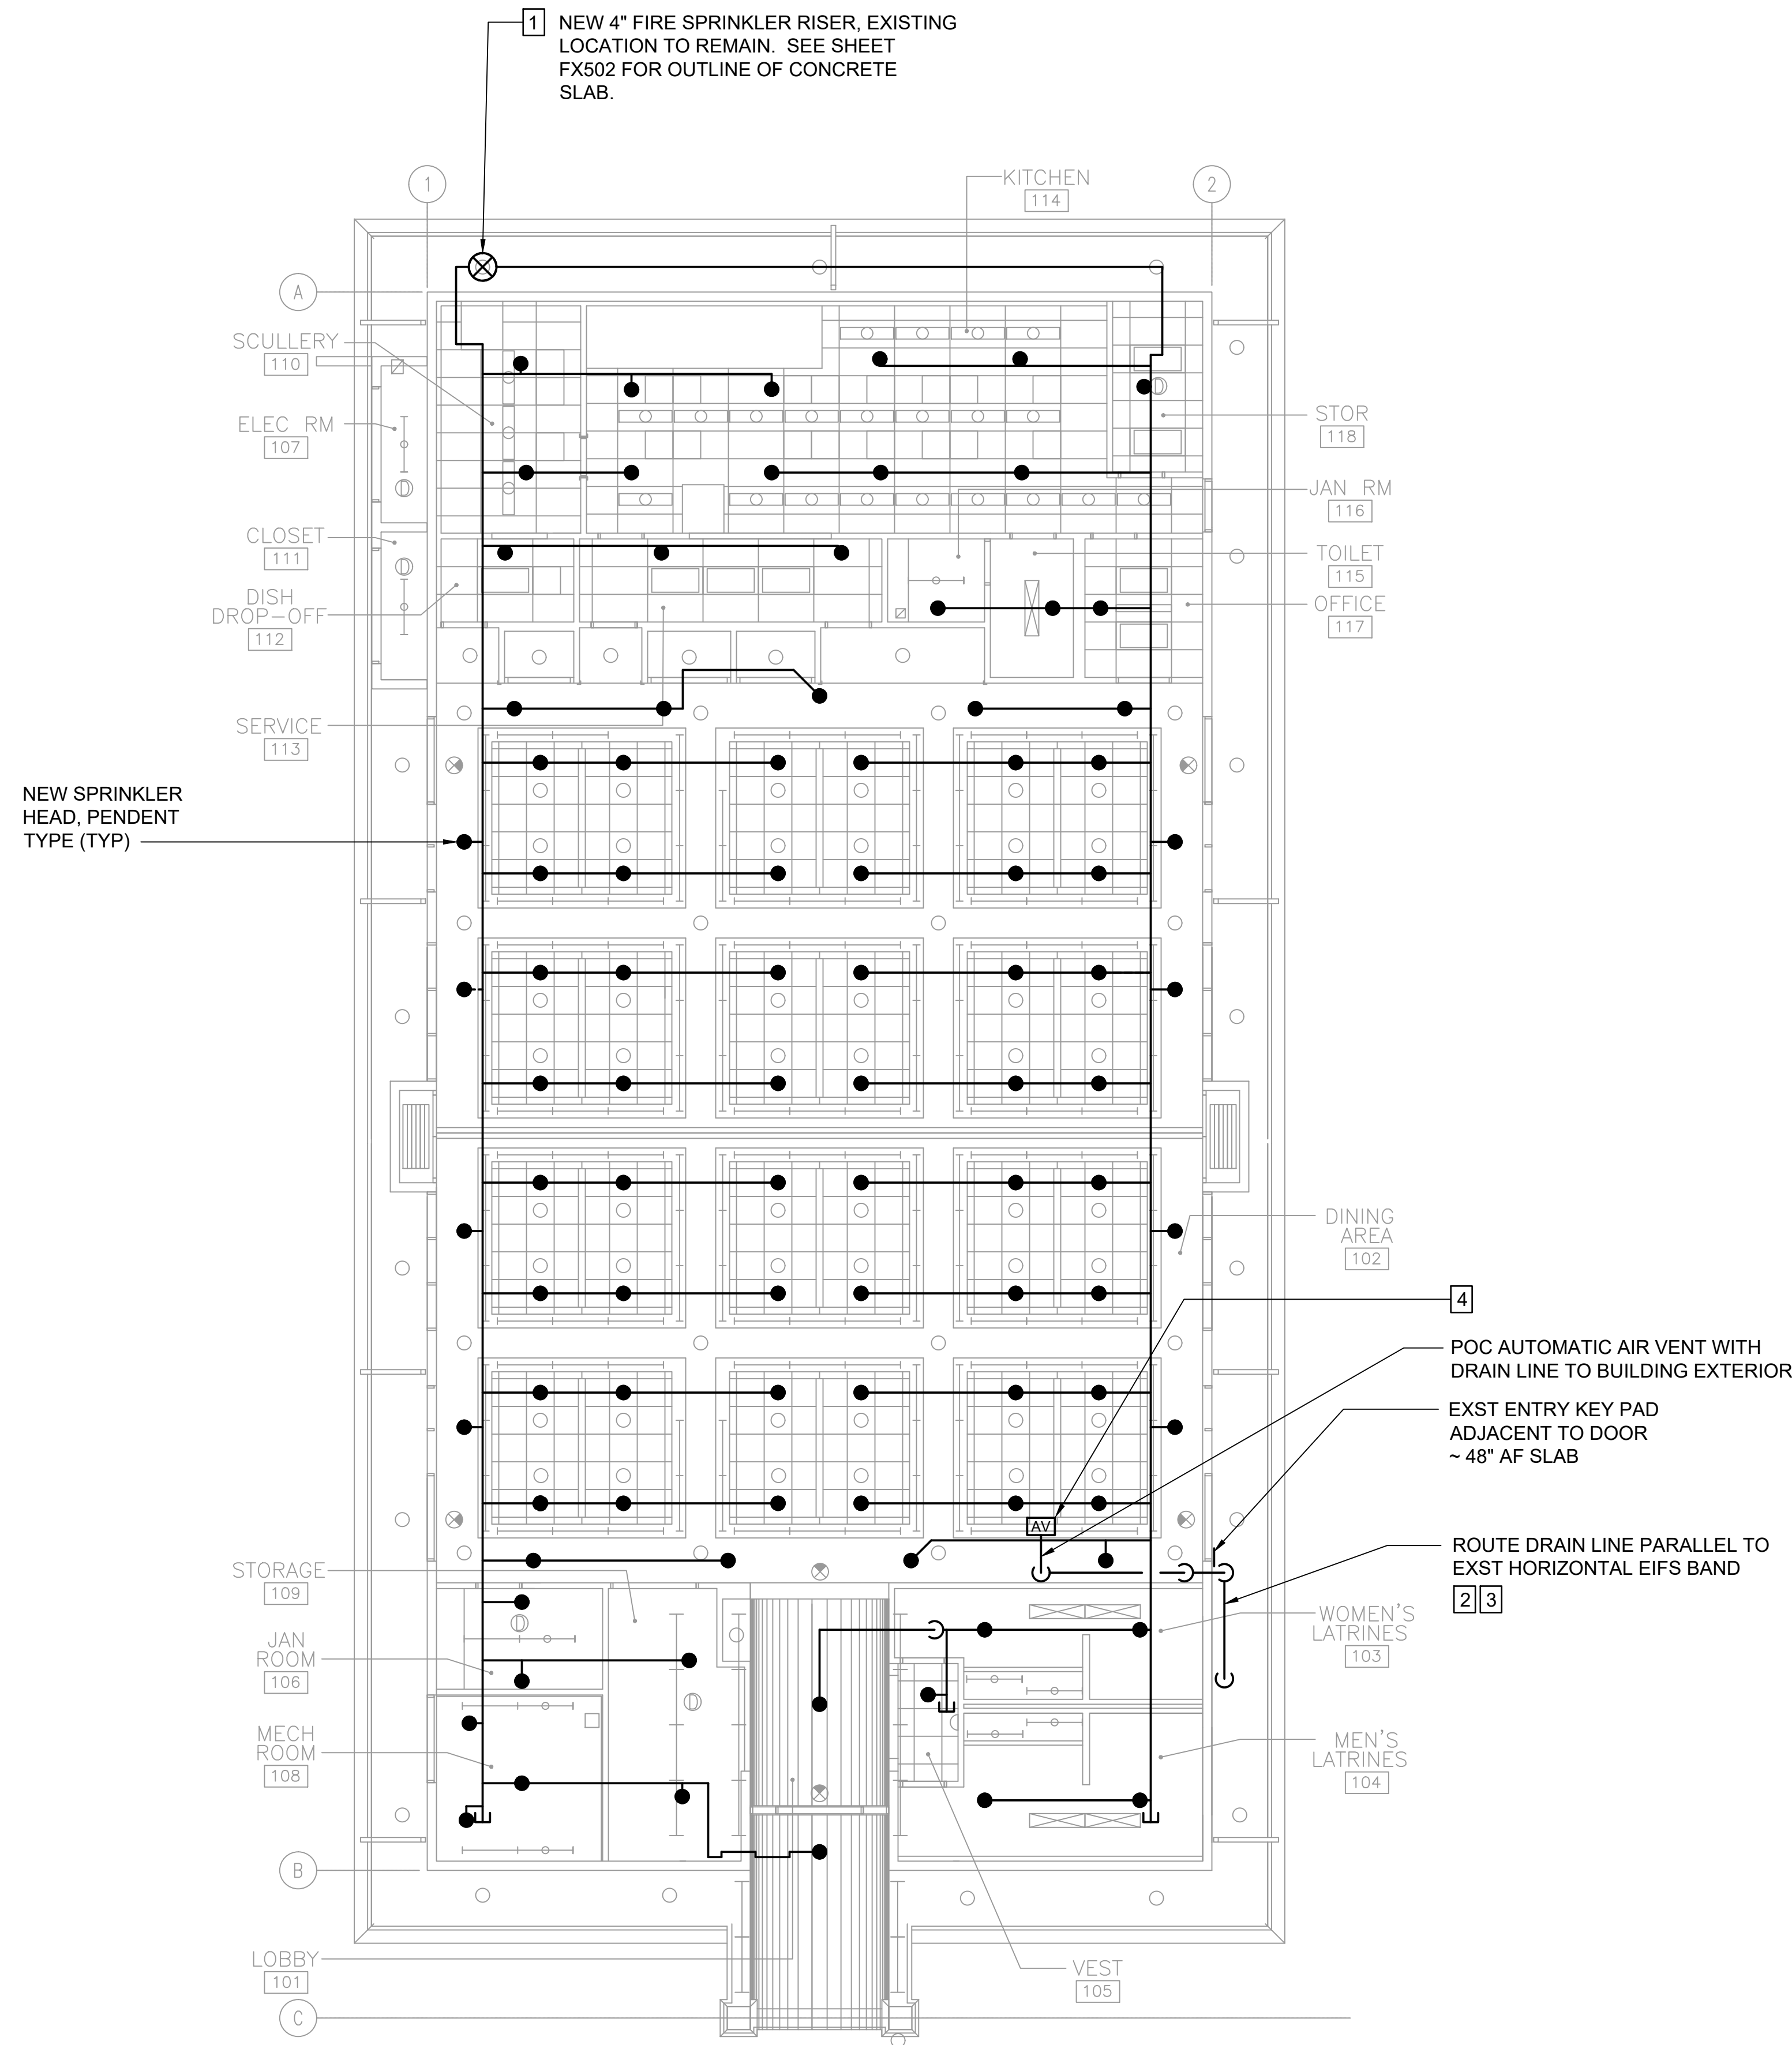 1 NEW 4" FIRE SPRINKLER RISER, EXISTING
LOCATION TO REMAIN. SEE SHEET
FX502 FOR OUTLINE OF CONCRETE
SLAB.
1
2
KITCHEN
114
A
SCULLERY
110
ELEC RM
107
D
CLOSET
111
D
DISH
DROP-OFF
112
SERVICE
113
D
STOR
118
JAN RM
116
TOILET
115
OFFICE
117
NEW SPRINKLER
HEAD, PENDENT
TYPE (TYP)
DINING
AREA
102
4
POC AUTOMATIC AIR VENT WITH
DRAIN LINE TO BUILDING EXTERIOR
EXST ENTRY KEY PAD
ADJACENT TO DOOR
~ 48" AF SLAB
AV
ROUTE DRAIN LINE PARALLEL TO
EXST HORIZONTAL EIFS BAND
2 3
STORAGE
109
D
JAN
ROOM
106
D
MECH
ROOM
108
WOMEN'S
LATRINES
103
MEN'S
LATRINES
104
B
LOBBY
101
VEST
105
C